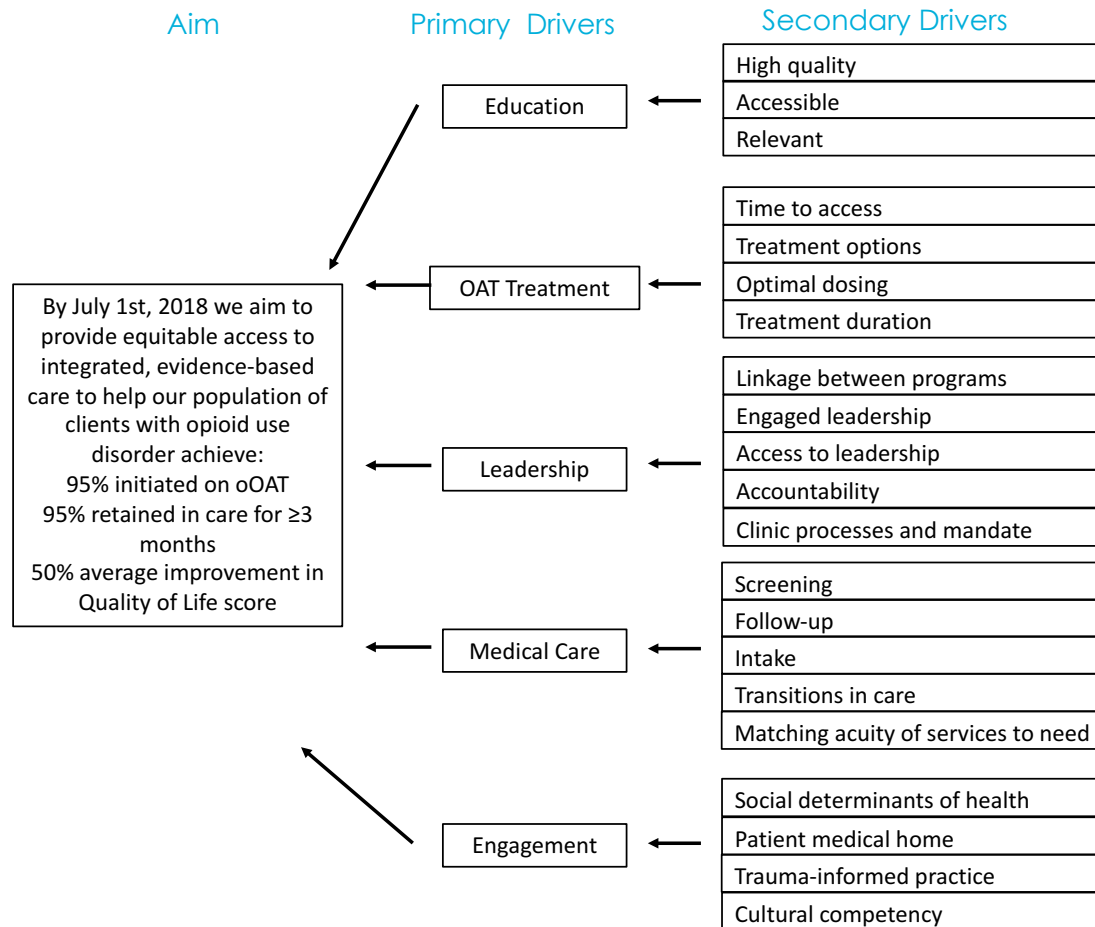 Aim
Primary Drivers
Secondary Drivers
Education
High quality
Accessible
Relevant
OAT Treatment
Time to access
Treatment options
Optimal dosing
Treatment duration
By July 1st, 2018 we aim to
provide equitable access to
integrated, evidence-based
care to help our population of
clients with opioid use
disorder achieve:
95% initiated on oOAT
95% retained in care for ≥3
months
50% average improvement in
Quality of Life score
Leadership
Linkage between programs
Engaged leadership
Access to leadership
Accountability
Clinic processes and mandate
Medical Care
Screening
Follow-up
Intake
Transitions in care
Matching acuity of services to need
Engagement
Social determinants of health
Patient medical home
Trauma-informed practice
Cultural competency